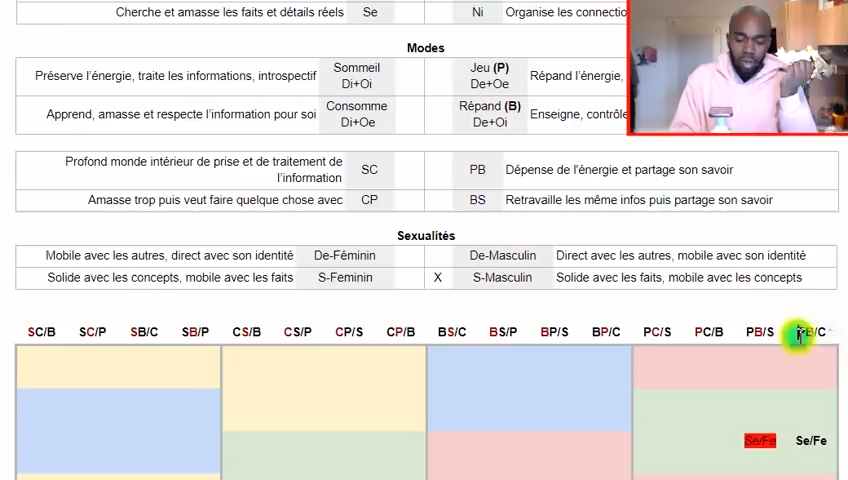 Cherche et amasse les faits et détails réels Se Ni Organise les connectio
Modes
Préserve l'énergie, traite les informations, introspectif Sommeil Di+Oi Jeu (P) De+Oe Répand l'énergie,
Apprend, amasse et respecte l'information pour soi Consomme Di+Oe Répand (B) De+Oi Enseigne, contrôle
Profond monde intérieur de prise et de traitement de l'information SC PB Dépense de l'énergie et partage son savoir
Amasse trop puis veut faire quelque chose avec CP BS Retravaille les même infos puis partage son savoir
Sexualités
Mobile avec les autres, direct avec son identité De-Féminin De-Masculin Direct avec les autres, mobile avec son identité
Solide avec les concepts, mobile avec les faits S-Feminin X S-Masculin Solide avec les faits, mobile avec les concepts
SC/B SC/P SB/C SB/P CS/B CS/P CP/S CP/B BS/C BS/P BP/S BP/C PC/S PC/B PB/S
Se/Fe Se/Fe